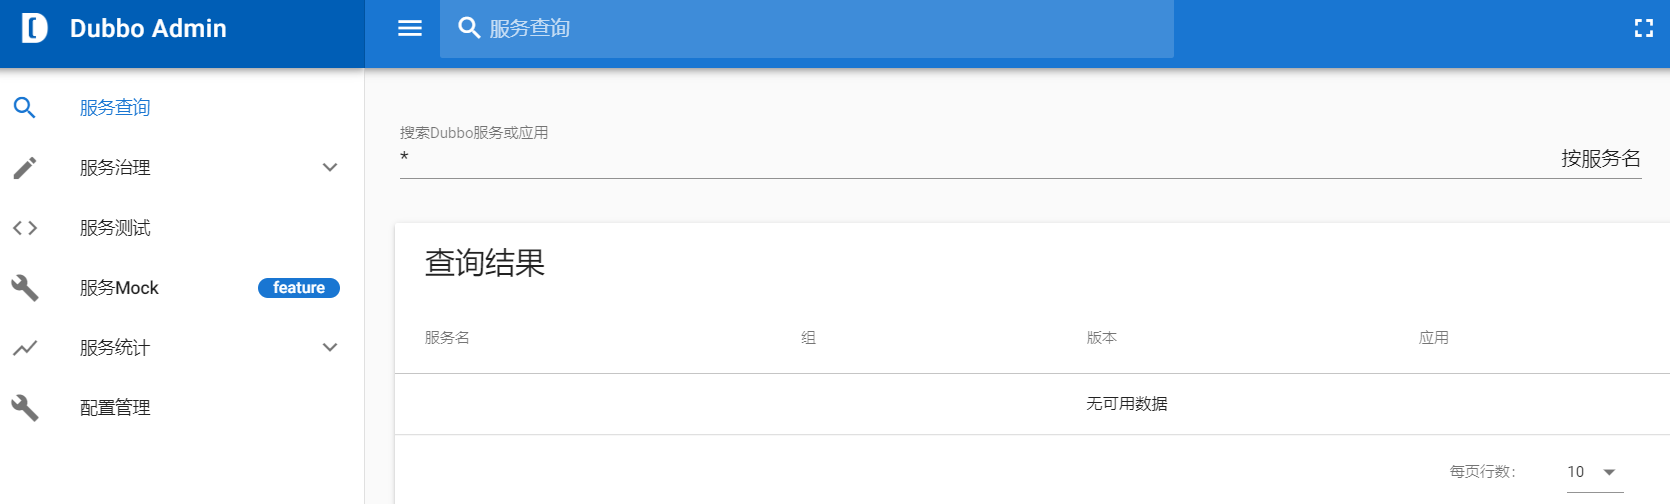 Dubbo Admin
服务查询
服务查询
服务治理
服务测试
服务Mock feature
服务统计
配置管理
搜索Dubbo服务或应用
* 按服务名
查询结果
服务名 组 版本 应用
无可用数据
每页行数: 10